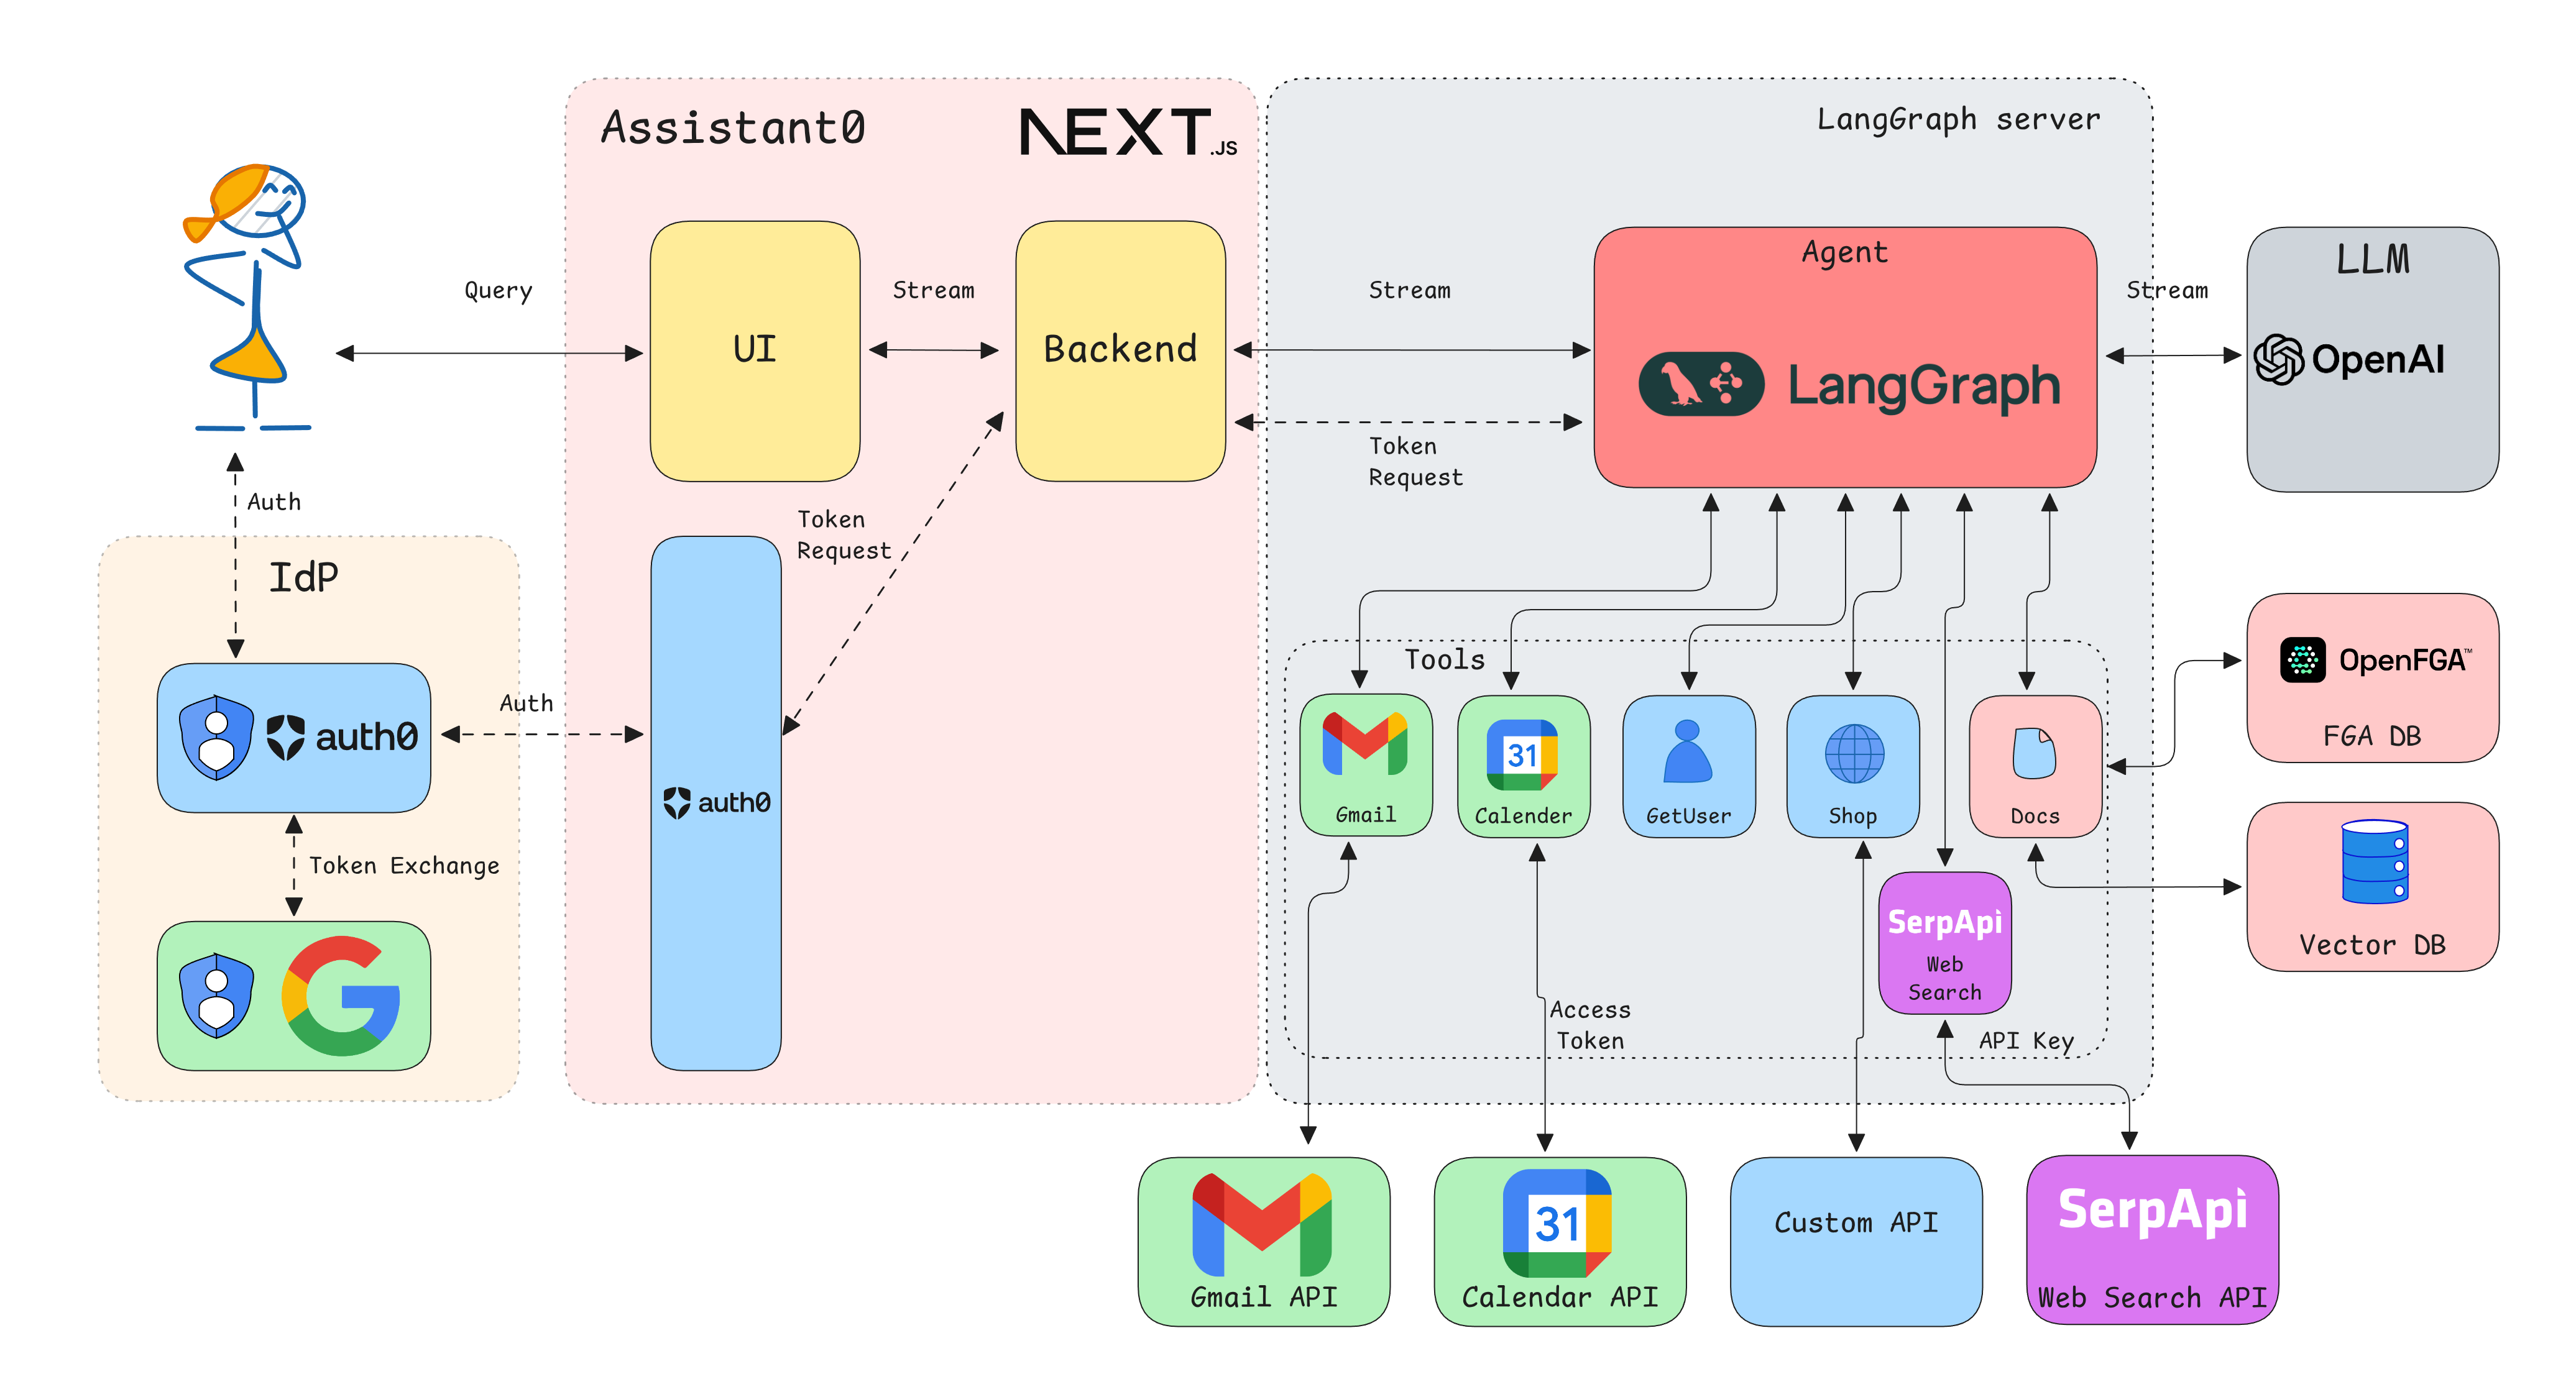 Assistant0
NEXT.JS
LangGraph server
Query
UI
Stream
Backend
Stream
Token
Request
Agent
LangGraph
Stream
LLM
OpenAI
Auth
IdP
auth0
Auth
Token Exchange
Token
Request
auth0
Tools
Gmail
31
Calender
GetUser
Shop
Docs
SerpApi
Web
Search
Access
Token
API Key
OpenFGA™
FGA DB
Vector DB
Gmail API
31
Calendar API
Custom API
SerpApi
Web Search API